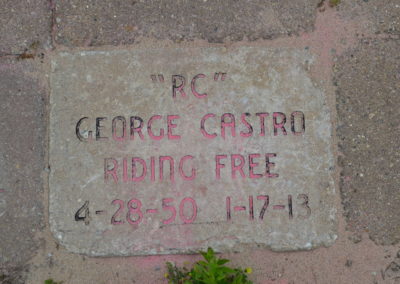 "RC"
GEORGE CASTRO
RIDING FREE
4-28-50 1-17-13